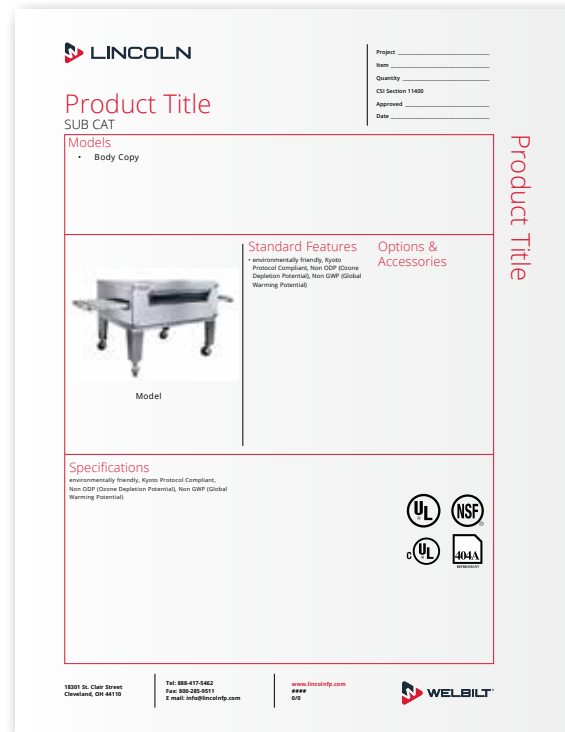 LINCOLN
Project
Item
Quantity
CSI Section 11400
Approved
Date
Product Title
SUB CAT
Product Title
Models
• Body Copy
Model
Standard Features
• environmentally friendly, Kyoto
Protocol Compliant, Non ODP (Ozone
Depletion Potential), Non GWP (Global
Warming Potential)
Options &
Accessories
Specifications
environmentally friendly, Kyoto Protocol Compliant,
Non ODP (Ozone Depletion Potential), Non GWP (Global
Warming Potential)
UL ®
NSF ®
C UL ®
404A
REFRIGERANT
18301 St. Clair Street
Cleveland, OH 44110
Tel: 888-417-5462
Fax: 800-285-9511
E mail: info@lincolnfp.com
www.lincolnfp.com
####
0/0
WELBILT